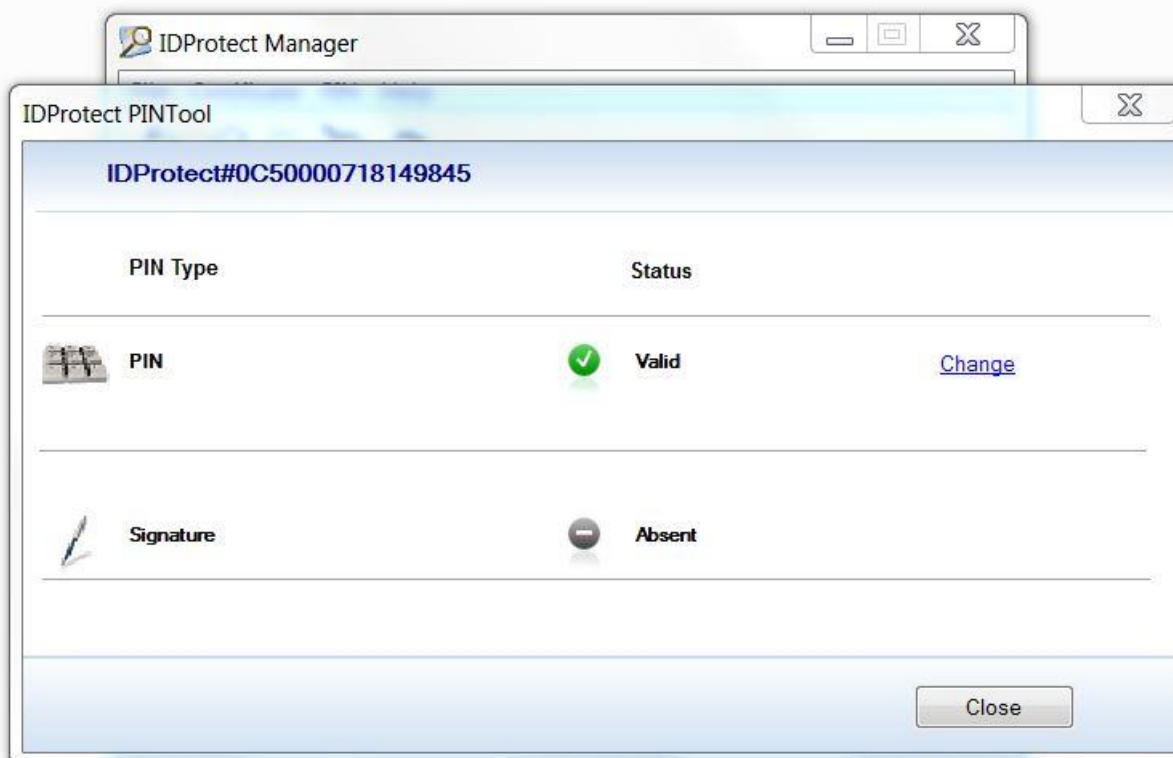 IDProtect Manager
IDProtect PINTool
IDProtect#0C50000718149845
PIN Type Status
PIN Valid Change
Signature Absent
Close